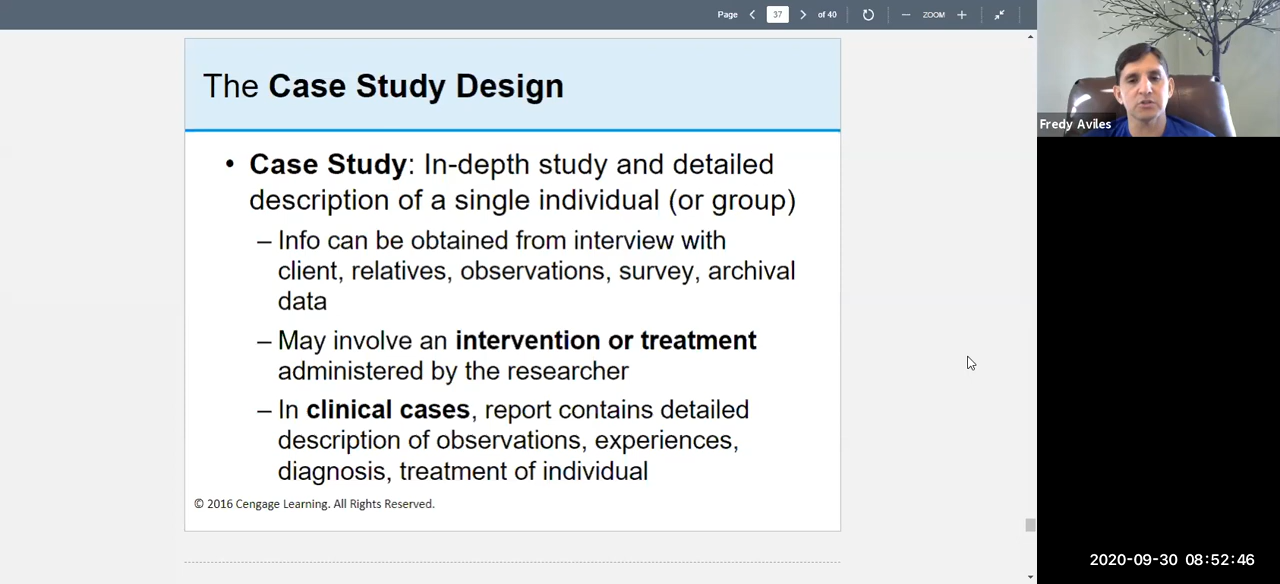 Page 37 of 40 ZOOM
The Case Study Design
• Case Study: In-depth study and detailed
description of a single individual (or group)
– Info can be obtained from interview with
client, relatives, observations, survey, archival
data
– May involve an intervention or treatment
administered by the researcher
– In clinical cases, report contains detailed
description of observations, experiences,
diagnosis, treatment of individual
© 2016 Cengage Learning. All Rights Reserved.
Fredy Aviles
2020-09-30 08:52:46